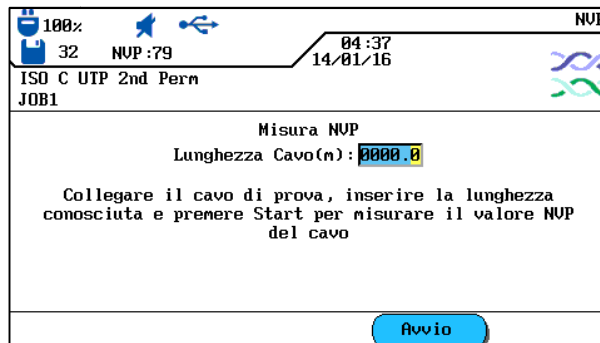 100% NVP
32 NVP:79 04:37
14/01/16
ISO C UTP 2nd Perm
JOB1
Misura NVP
Lunghezza Cavo(m):0000.0
Collegare il cavo di prova, inserire la lunghezza
conosciuta e premere Start per misurare il valore NVP
del cavo
Avvio